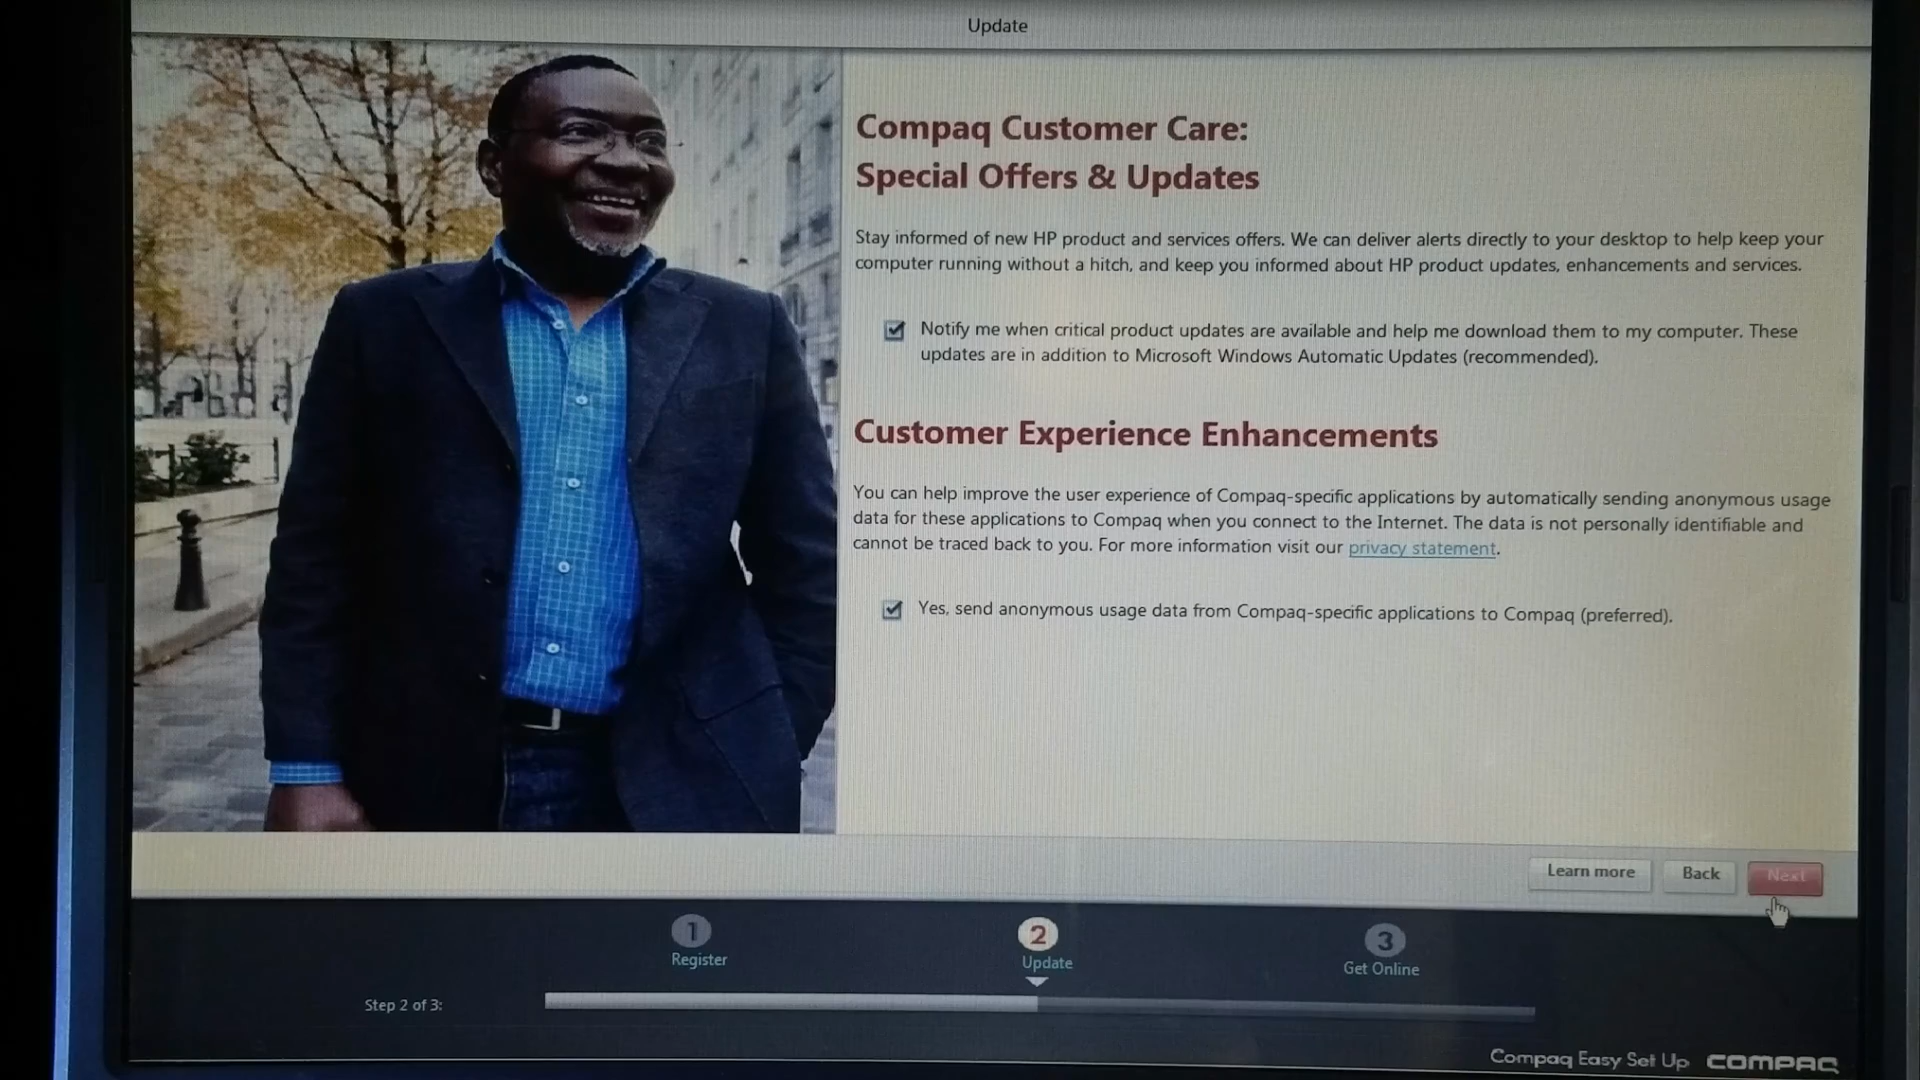 Update
Compaq Customer Care:
Special Offers & Updates
Stay informed of new HP product and services offers. We can deliver alerts directly to your desktop to help keep your
computer running without a hitch, and keep you informed about HP product updates, enhancements and services.
Notify me when critical product updates are available and help me download them to my computer. These
updates are in addition to Microsoft Windows Automatic Updates (recommended).
Customer Experience Enhancements
You can help improve the user experience of Compaq-specific applications by automatically sending anonymous usage
data for these applications to Compaq when you connect to the Internet. The data is not personally identifiable and
cannot be traced back to you. For more information visit our privacy statement.
Yes, send anonymous usage data from Compaq-specific applications to Compaq (preferred).
Learn more Back Next
1 2 3
Register Update Get Online
Step 2 of 3:
Compaq Easy Set Up COMPAQ